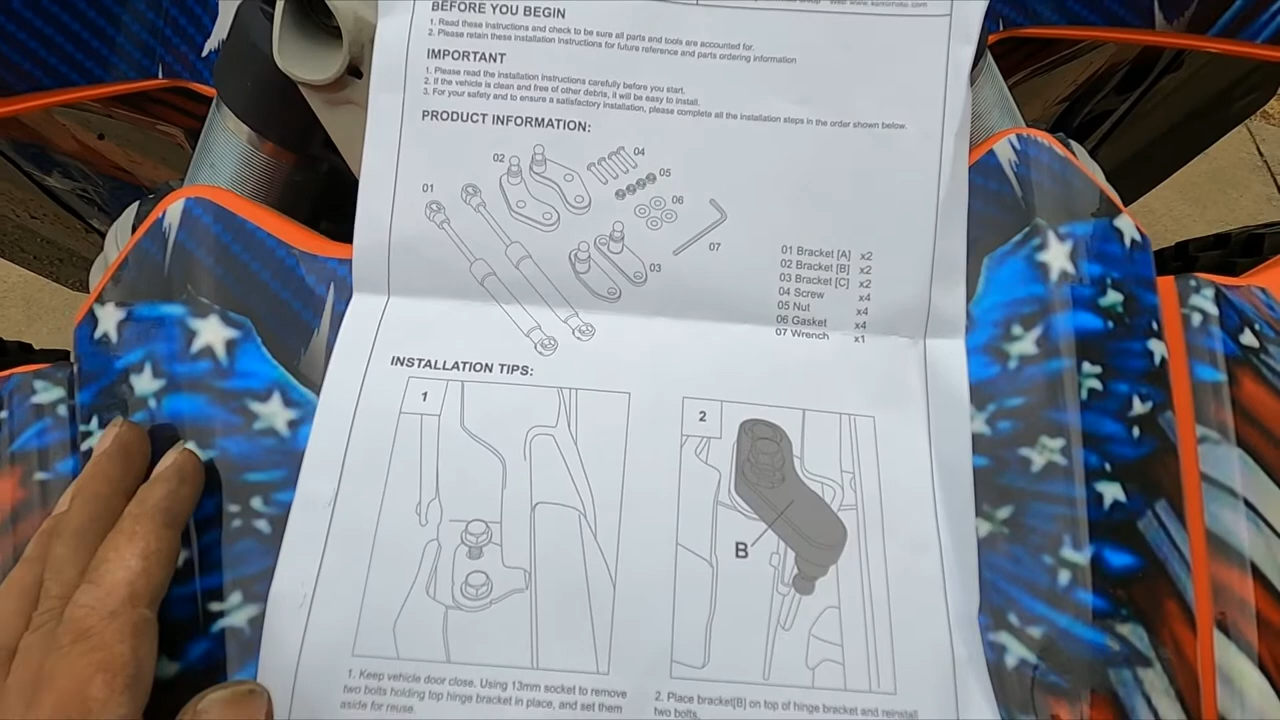 www.kemimoto.com
BEFORE YOU BEGIN
1. Read these instructions and check to be sure all parts and tools are accounted for.
2. Please retain these installation instructions for future reference and parts ordering information
IMPORTANT
1. Please read the installation instructions carefully before you start.
2. If the vehicle is clean and free of other debris, it will be easy to install.
3. For your safety and to ensure a satisfactory installation, please complete all the installation steps in the order shown below.
PRODUCT INFORMATION:
01
02
04
05
06
07
03
01 Bracket [A] x2
02 Bracket [B] x2
03 Bracket [C] x2
04 Screw x4
05 Nut x4
06 Gasket x4
07 Wrench x1
INSTALLATION TIPS:
1
2
B
1. Keep vehicle door close. Using 13mm socket to remove
two bolts holding top hinge bracket in place, and set them
aside for reuse.
2. Place bracket[B] on top of hinge bracket and reinstall
two bolts.